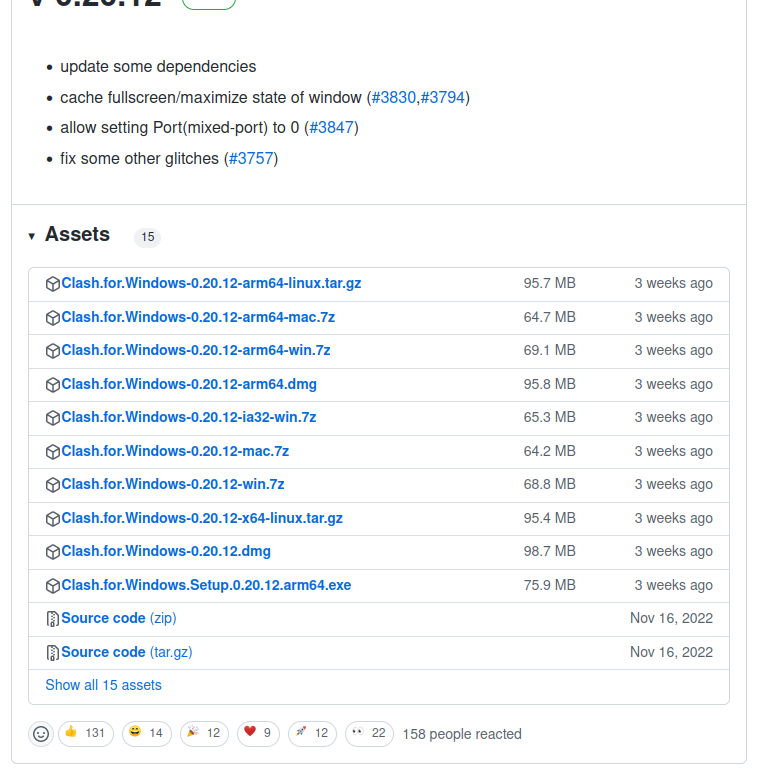 v 0.20.12
update some dependencies
cache fullscreen/maximize state of window (#3830,#3794)
allow setting Port(mixed-port) to 0 (#3847)
fix some other glitches (#3757)
Assets 15
Clash.for.Windows-0.20.12-arm64-linux.tar.gz 95.7 MB 3 weeks ago
Clash.for.Windows-0.20.12-arm64-mac.7z 64.7 MB 3 weeks ago
Clash.for.Windows-0.20.12-arm64-win.7z 69.1 MB 3 weeks ago
Clash.for.Windows-0.20.12-arm64.dmg 95.8 MB 3 weeks ago
Clash.for.Windows-0.20.12-ia32-win.7z 65.3 MB 3 weeks ago
Clash.for.Windows-0.20.12-mac.7z 64.2 MB 3 weeks ago
Clash.for.Windows-0.20.12-win.7z 68.8 MB 3 weeks ago
Clash.for.Windows-0.20.12-x64-linux.tar.gz 95.4 MB 3 weeks ago
Clash.for.Windows-0.20.12.dmg 98.7 MB 3 weeks ago
Clash.for.Windows.Setup.0.20.12.arm64.exe 75.9 MB 3 weeks ago
Source code (zip) Nov 16, 2022
Source code (tar.gz) Nov 16, 2022
Show all 15 assets
131 14 12 9 12 22 158 people reacted